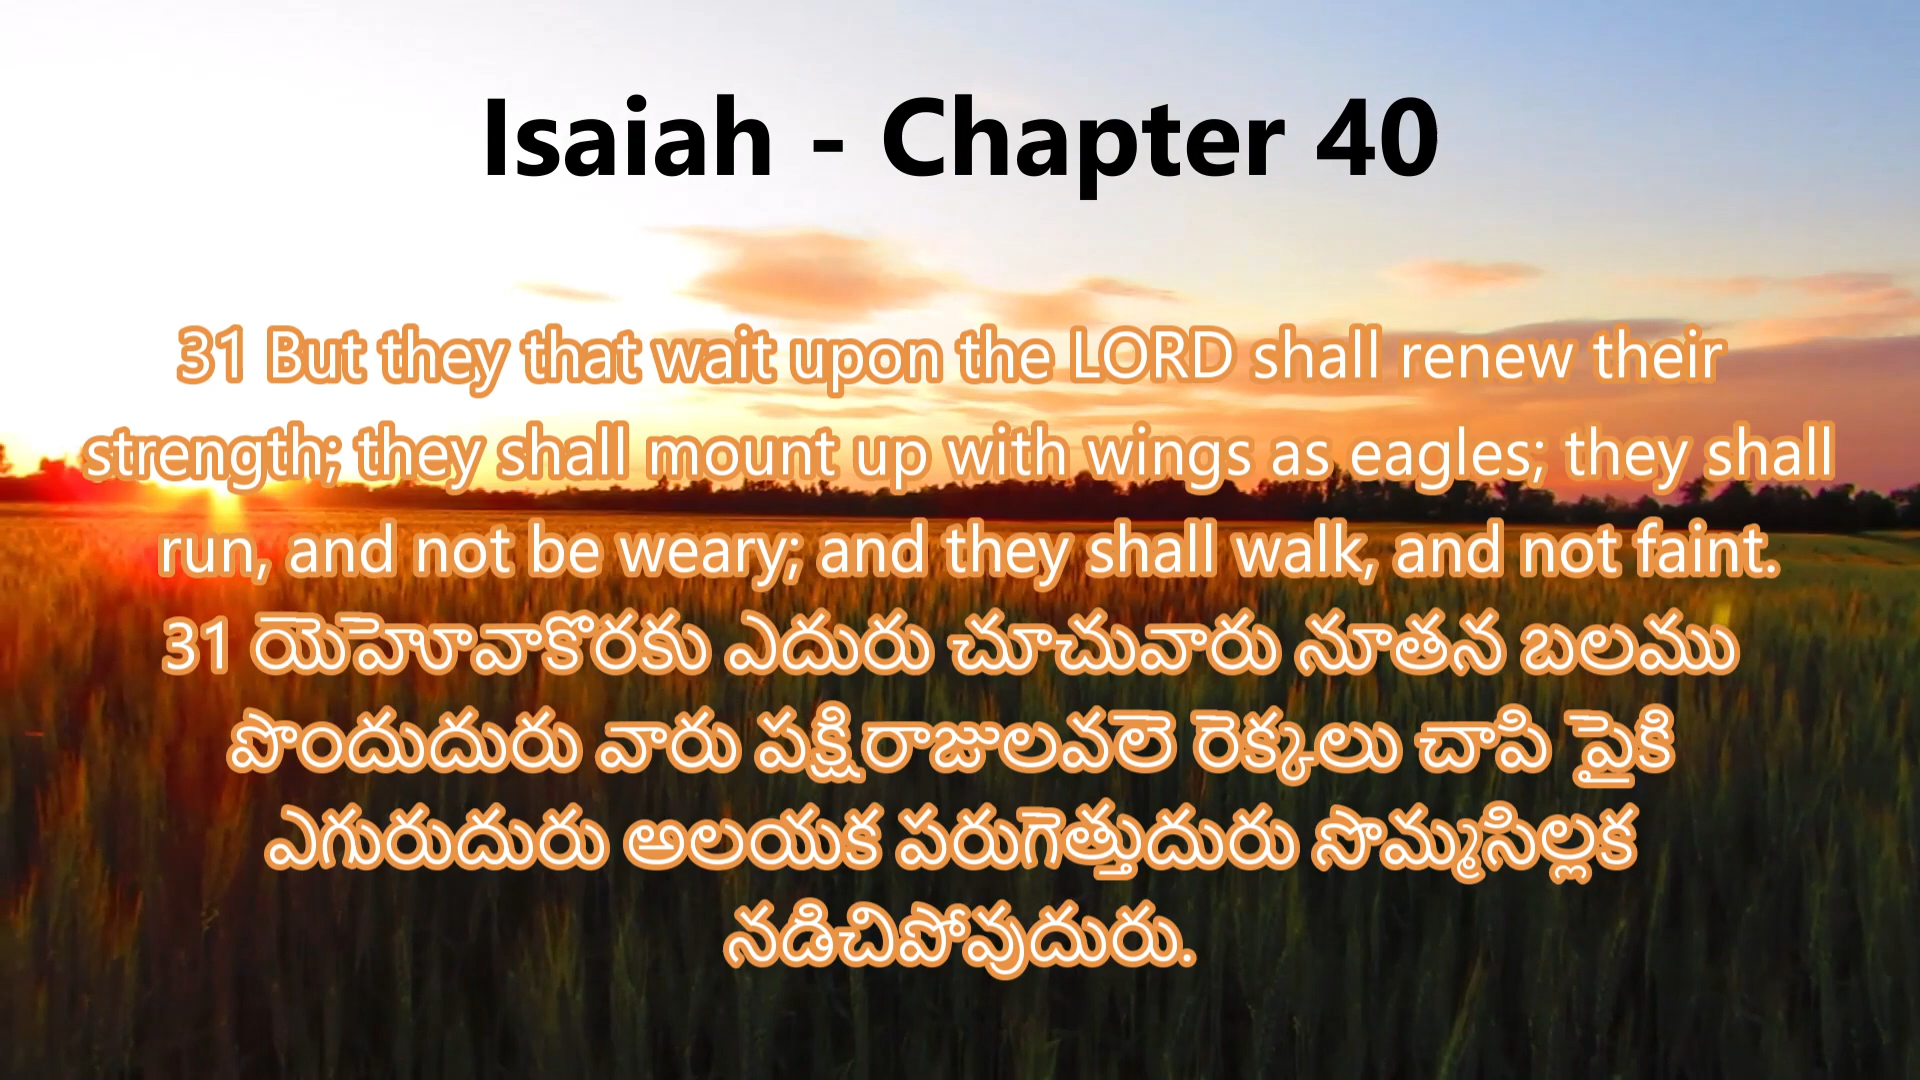 Isaiah - Chapter 40
31 But they that wait upon the LORD shall renew their
strength; they shall mount up with wings as eagles; they shall
run, and not be weary; and they shall walk, and not faint.
31 యెహోవాకొరకు ఎదురు చూచువారు నూతన బలము
పొందుదురు వారు పక్షిరాజులవలె రెక్కలు చాపి పైకి
ఎగురుదురు అలయక పరుగెత్తుదురు సొమ్మసిల్లక
నడిచిపోవుదురు.